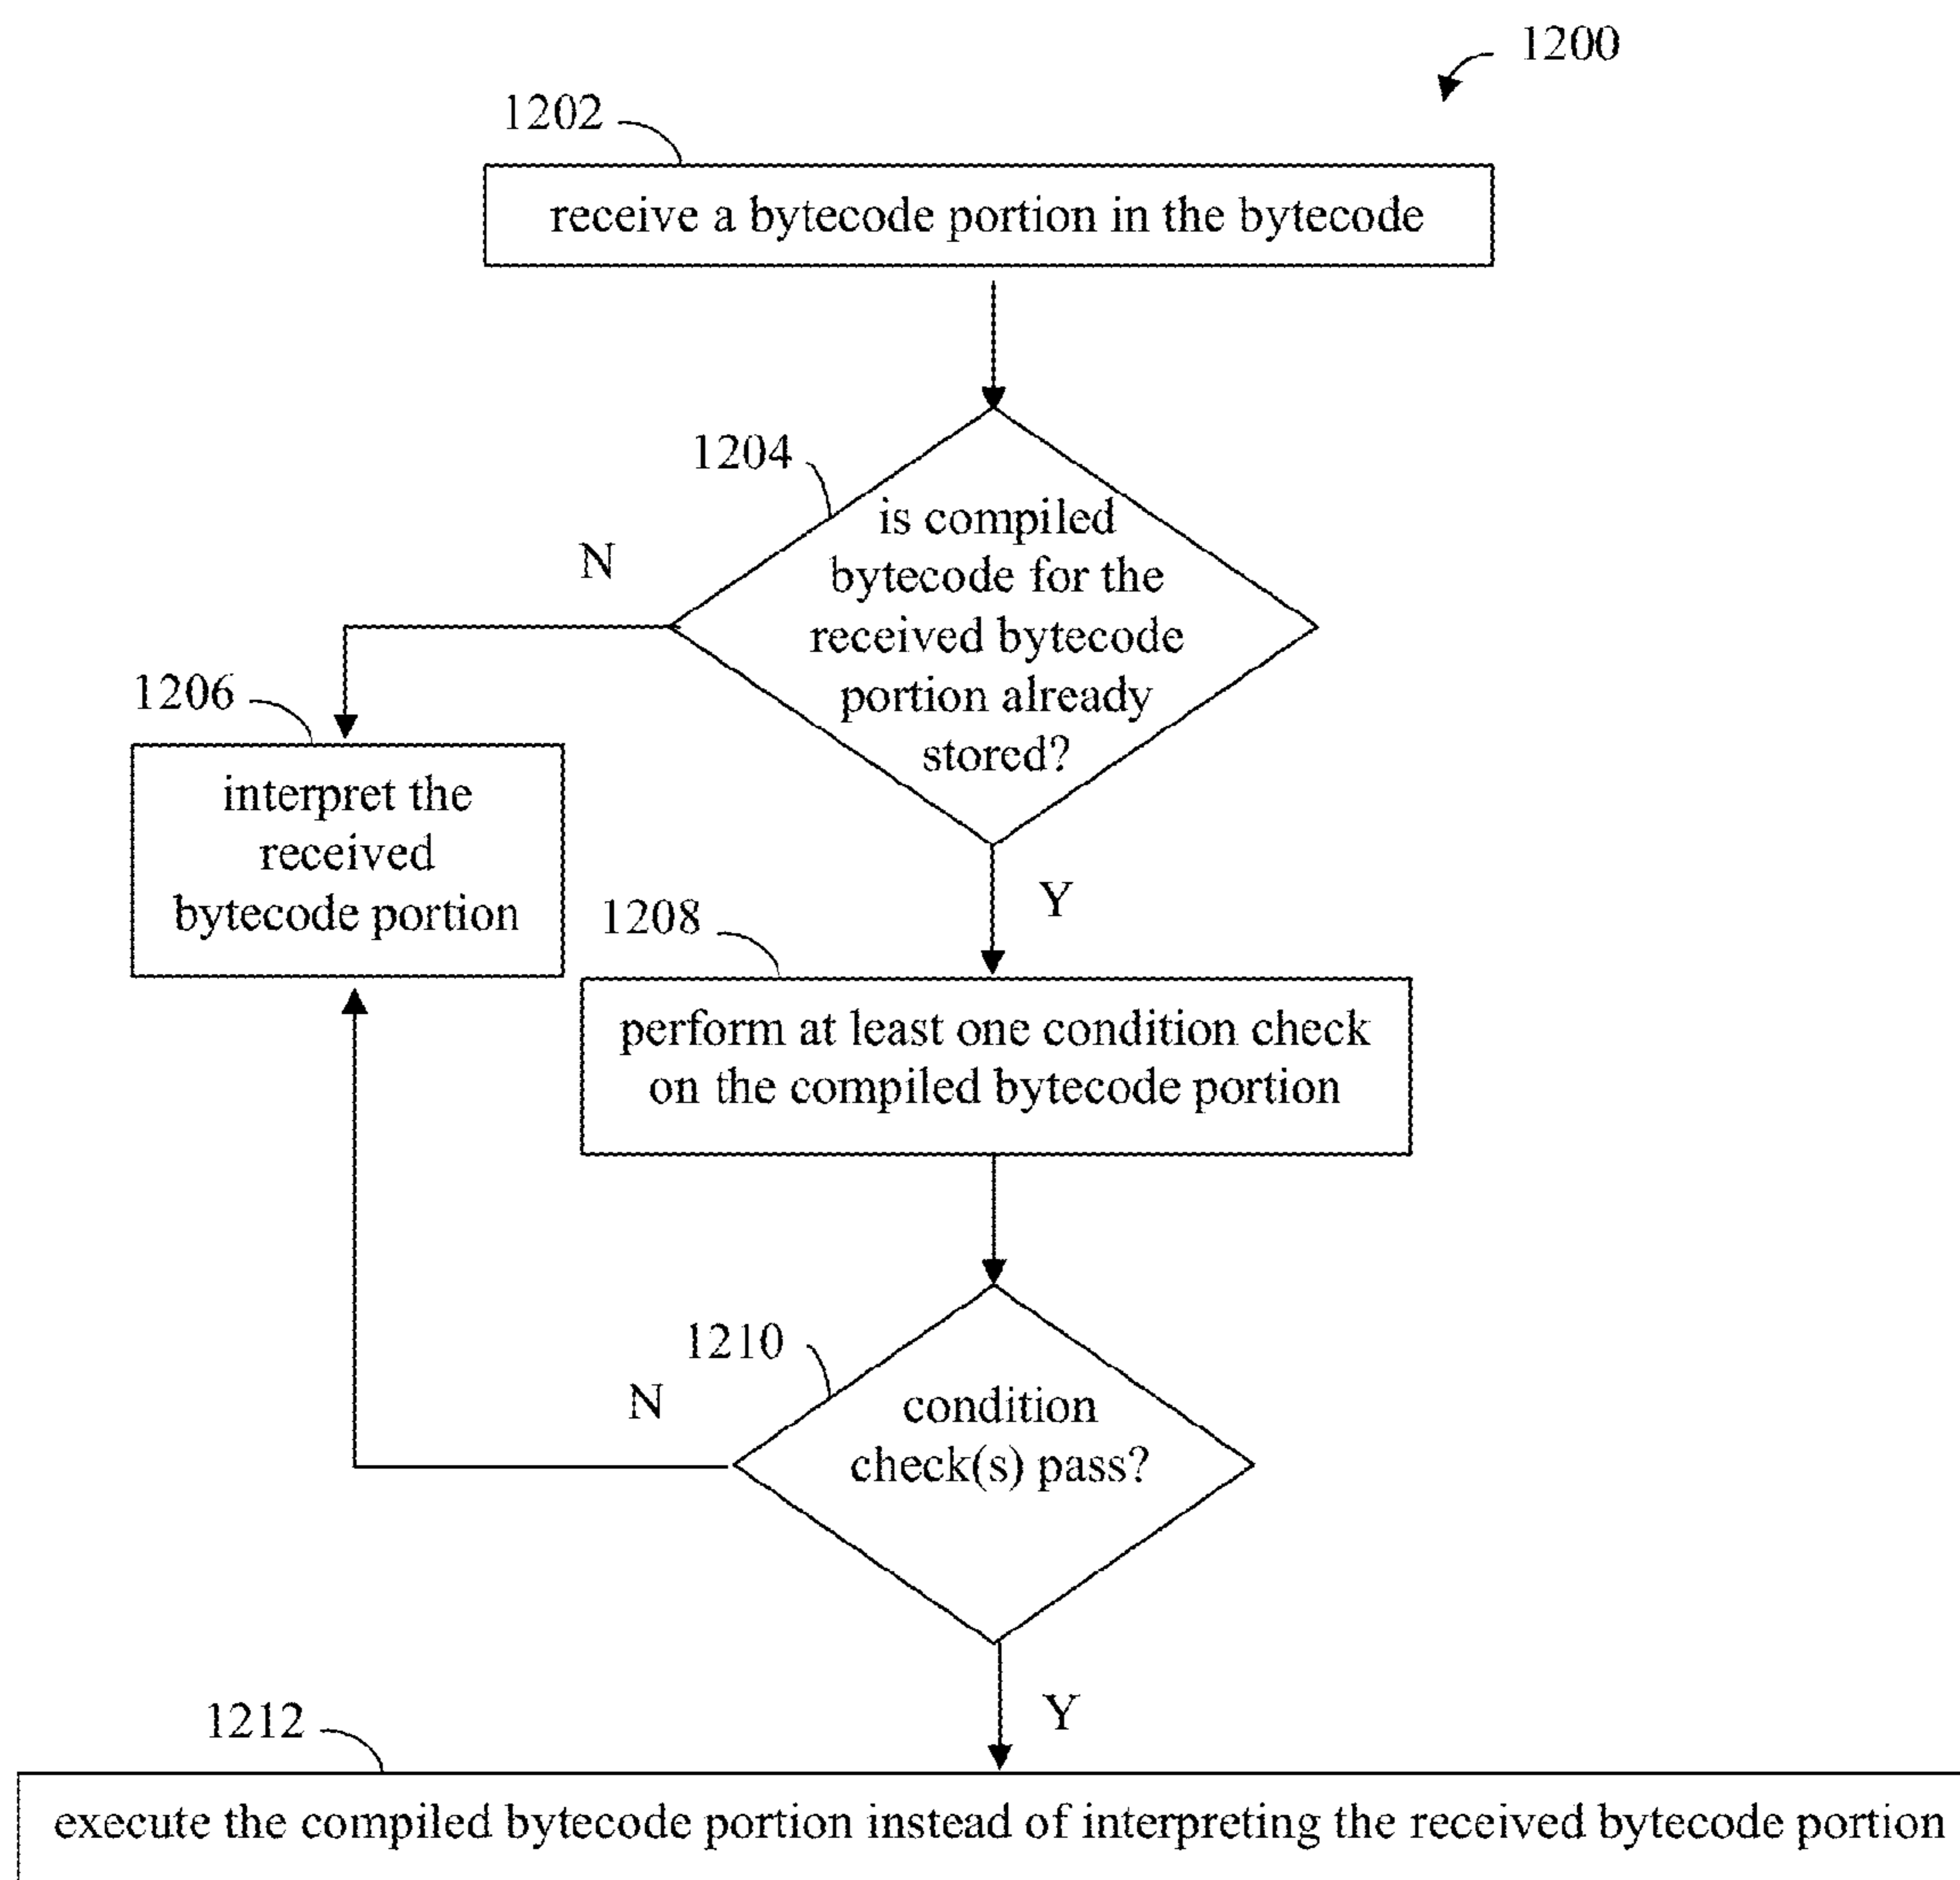 1200
1202
receive a bytecode portion in the bytecode
1204
is compiled
bytecode for the
received bytecode
portion already
stored?
N
1206
interpret the
received
bytecode portion
Y
1208
perform at least one condition check
on the compiled bytecode portion
1210
condition
check(s) pass?
N
Y
1212
execute the compiled bytecode portion instead of interpreting the received bytecode portion